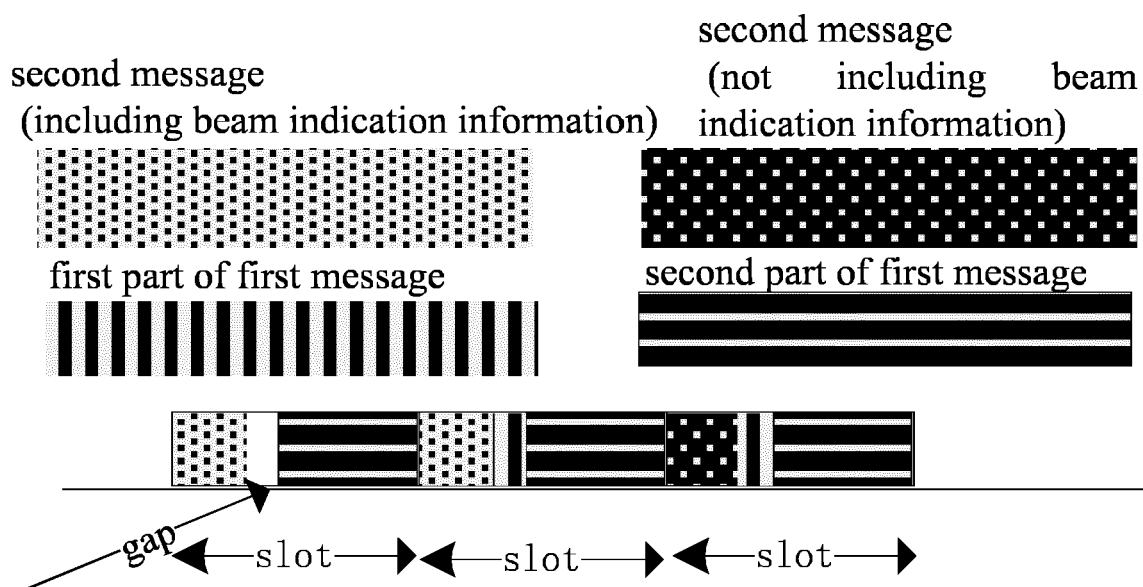 second message
(including beam indication information)
second message
(not including beam
indication information)
first part of first message
second part of first message
gap
slot
slot
slot